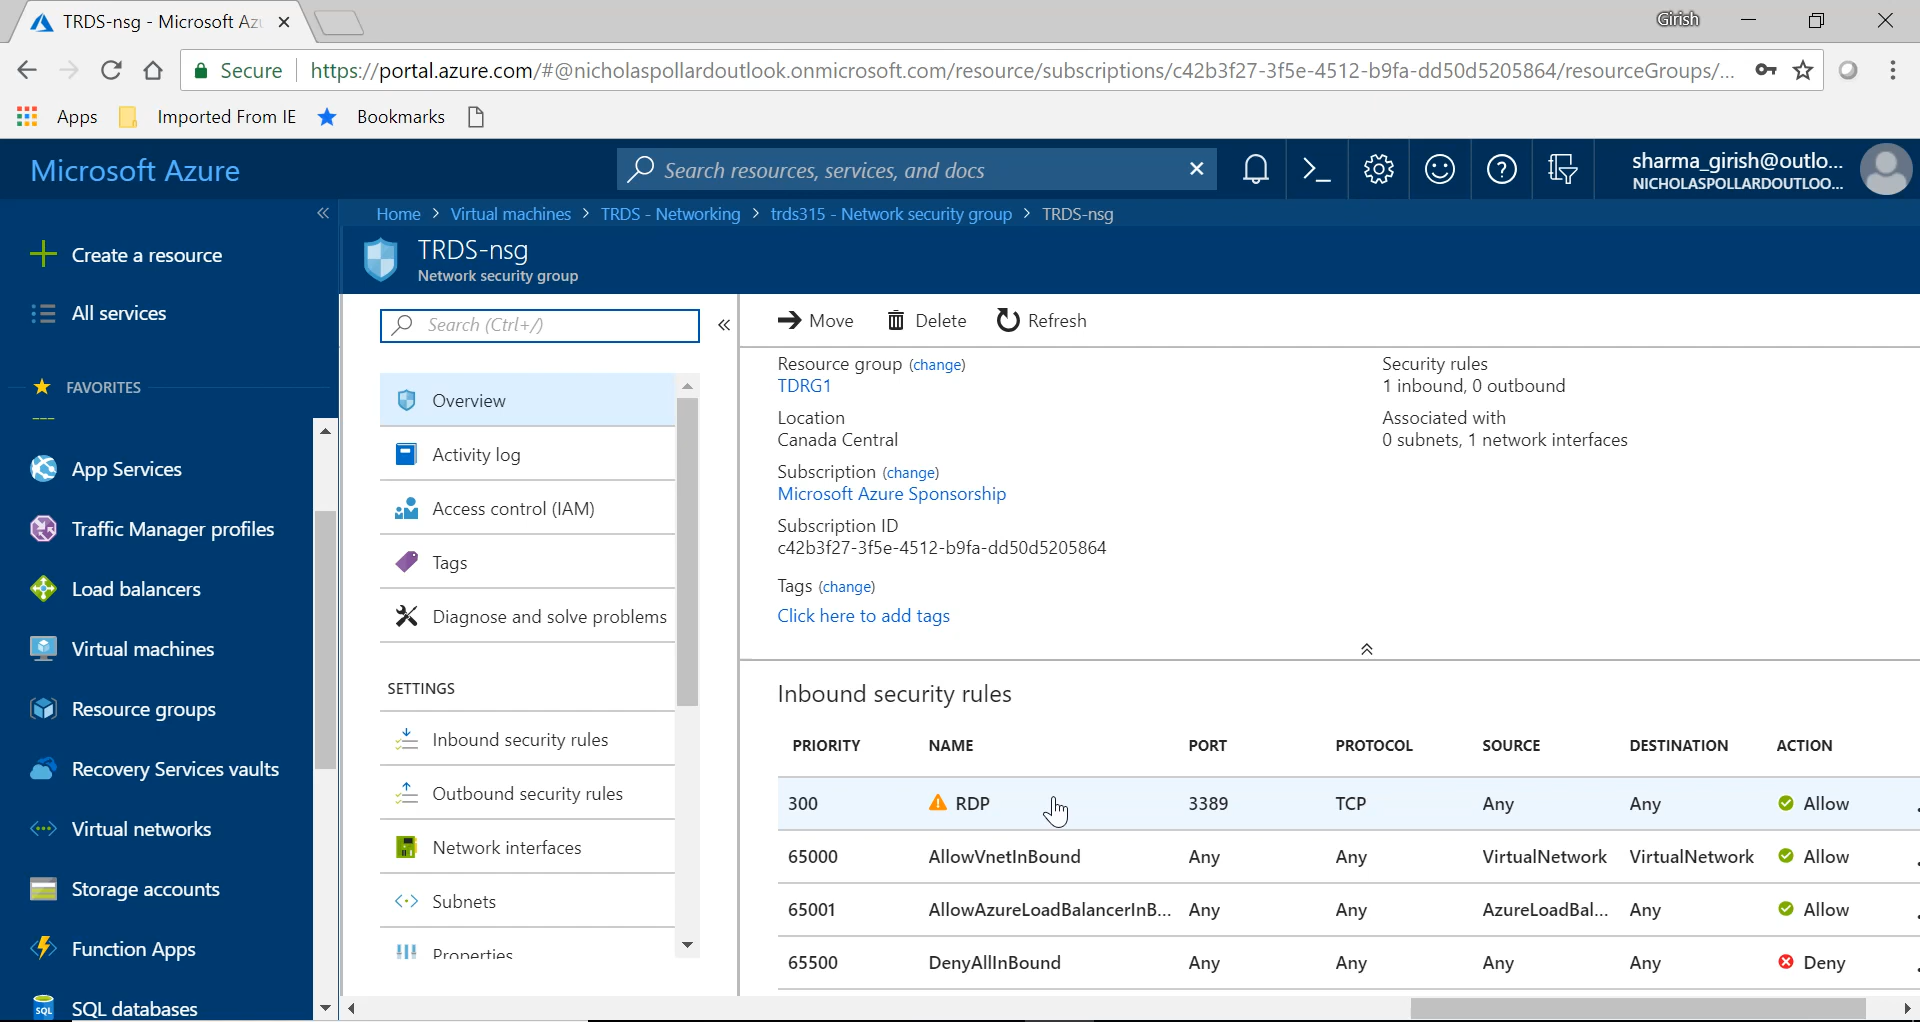 TRDS-nsg - Microsoft Az
Girish
Secure
https://portal.azure.com/#@nicholaspollardoutlook.onmicrosoft.com/resource/subscriptions/c42b3f27-3f5e-4512-b9fa-dd50d5205864/resourceGroups/...
Apps
Imported From IE
Bookmarks
Microsoft Azure
Search resources, services, and docs
sharma_girish@outlo...
NICHOLASPOLLARDOUTLOO...
Home > Virtual machines > TRDS - Networking > trds315 - Network security group > TRDS-nsg
TRDS-nsg
Network security group
Create a resource
All services
FAVORITES
App Services
Traffic Manager profiles
Load balancers
Virtual machines
Resource groups
Recovery Services vaults
Virtual networks
Storage accounts
Function Apps
SQL
SQL databases
Search (Ctrl+/)
Overview
Activity log
Access control (IAM)
Tags
Diagnose and solve problems
SETTINGS
Inbound security rules
Outbound security rules
Network interfaces
Subnets
Properties
Move Delete Refresh
Resource group (change)
TDRG1
Location
Canada Central
Subscription (change)
Microsoft Azure Sponsorship
Subscription ID
c42b3f27-3f5e-4512-b9fa-dd50d5205864
Tags (change)
Click here to add tags
Security rules
1 inbound, 0 outbound
Associated with
0 subnets, 1 network interfaces
Inbound security rules
PRIORITY NAME PORT PROTOCOL SOURCE DESTINATION ACTION
300 RDP 3389 TCP Any Any Allow
65000 AllowVnetInBound Any Any VirtualNetwork VirtualNetwork Allow
65001 AllowAzureLoadBalancerInB... Any Any AzureLoadBal... Any Allow
65500 DenyAllInBound Any Any Any Any Deny